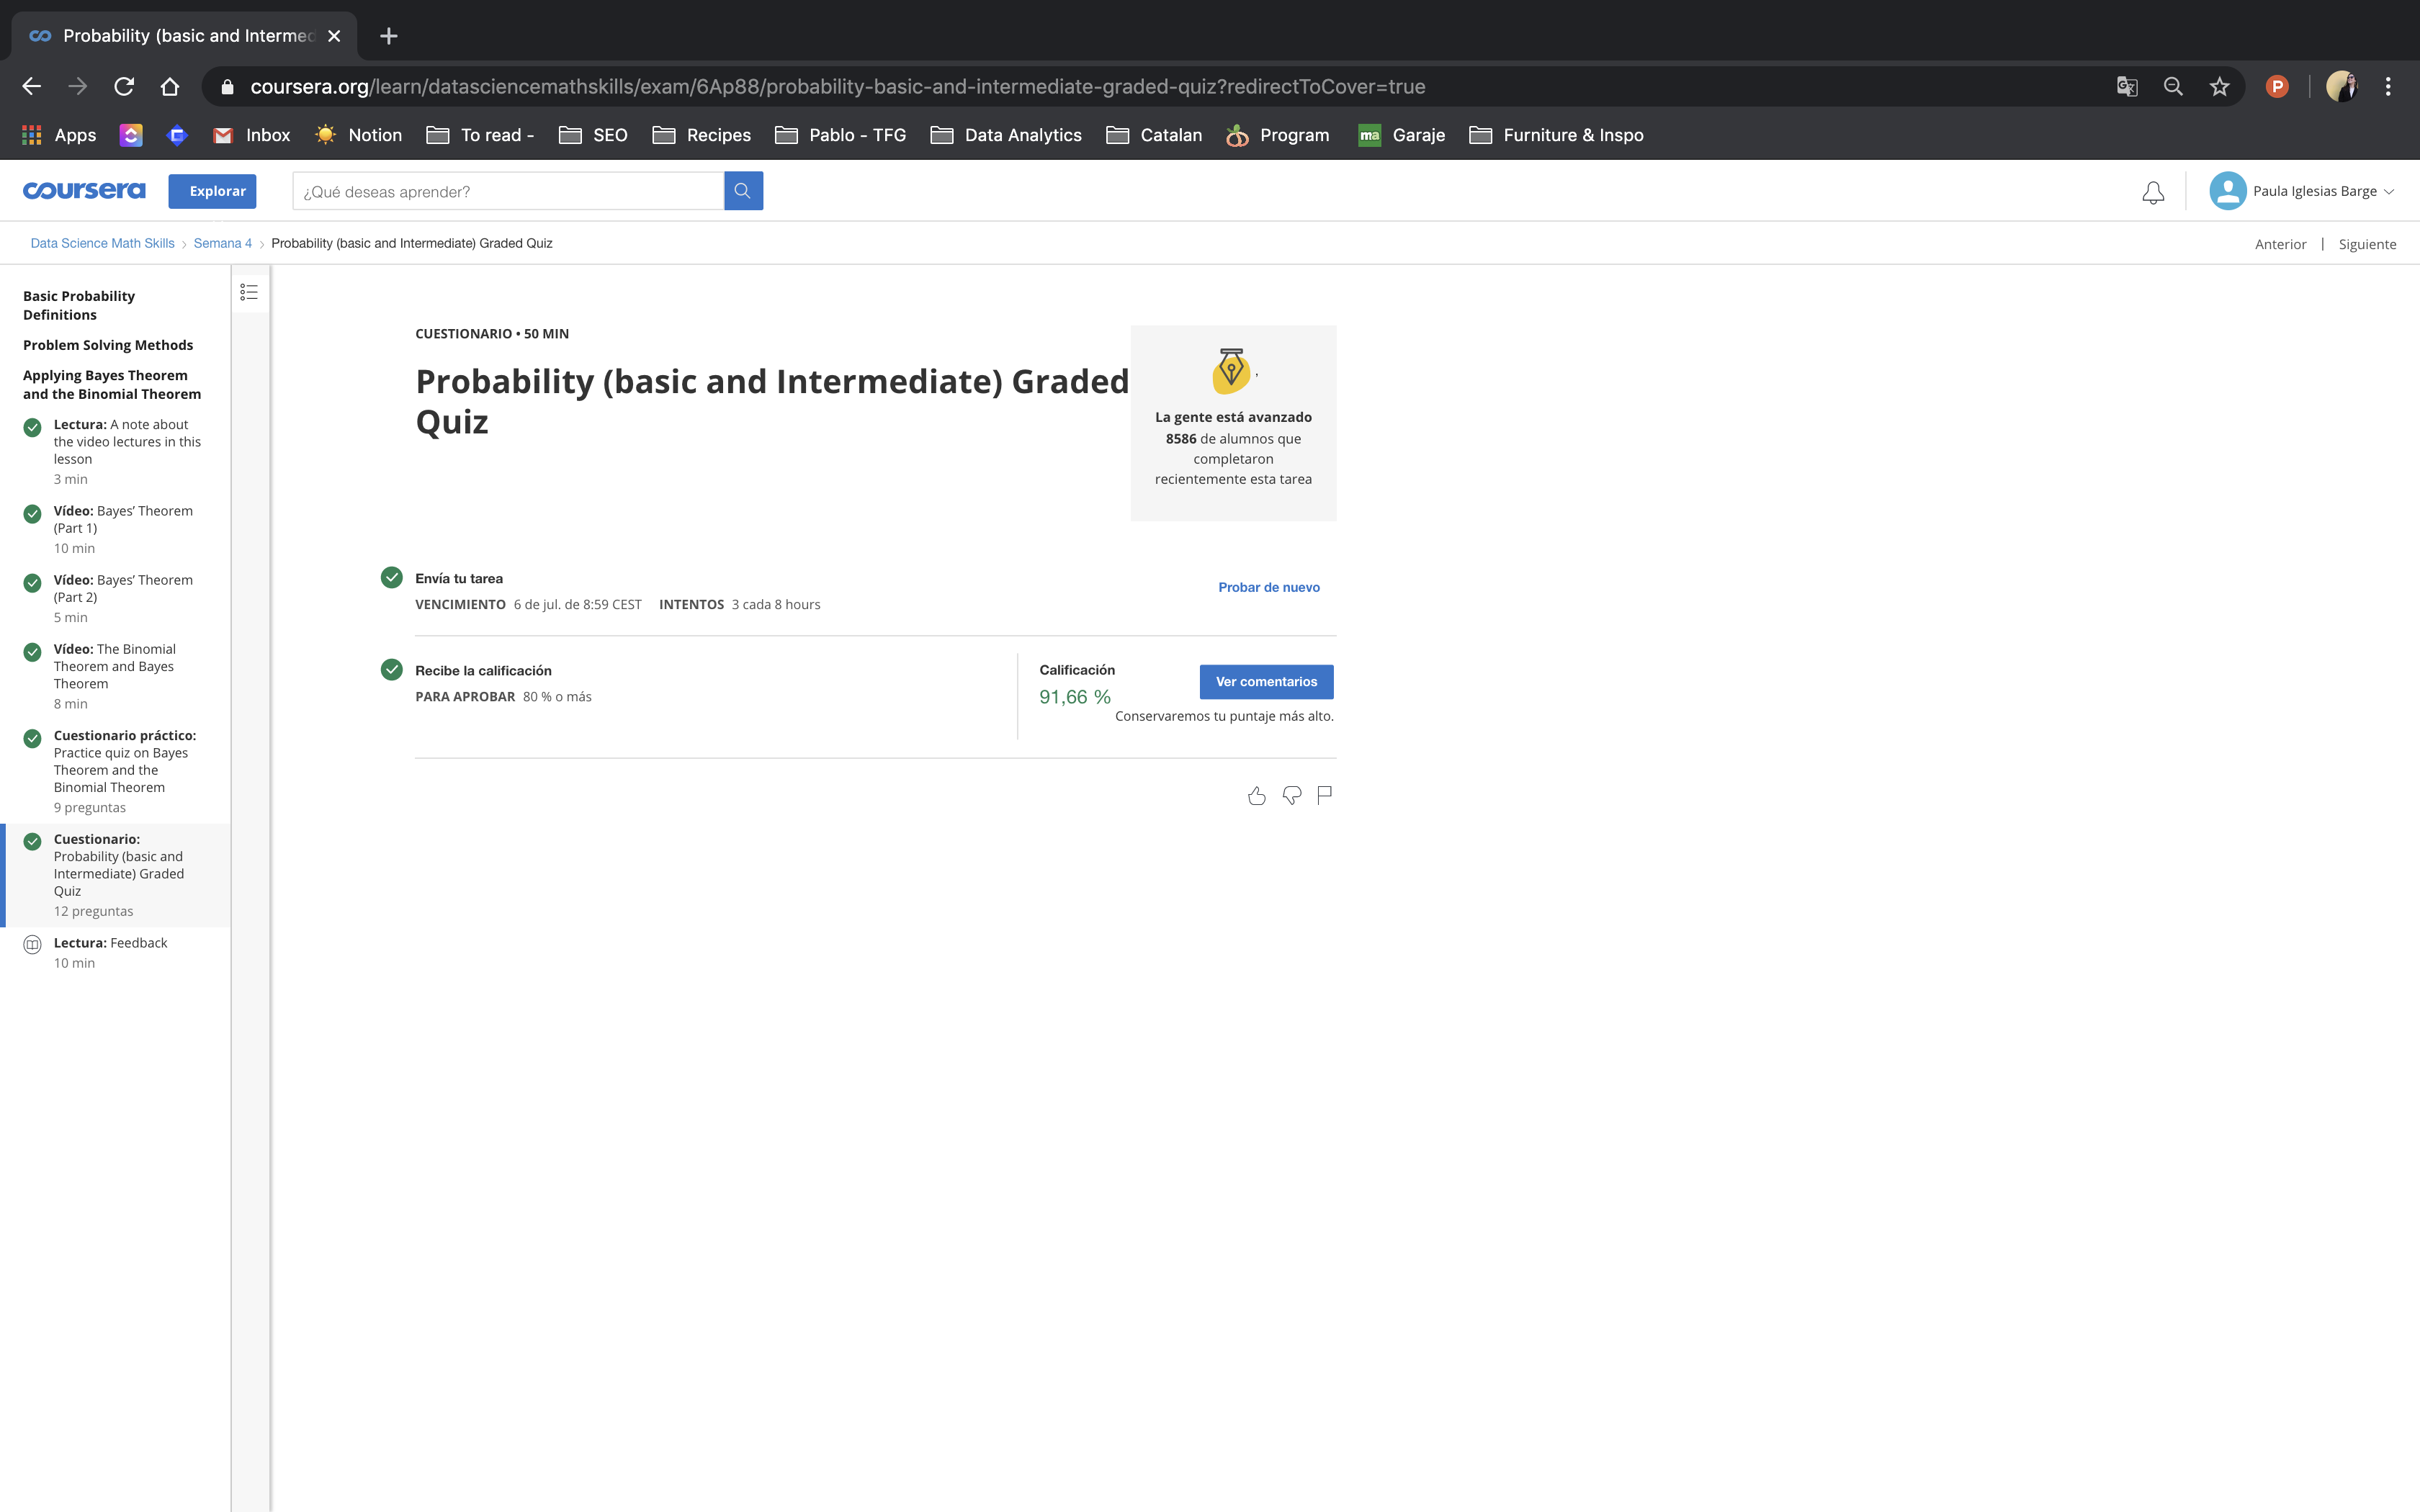 Probability (basic and Intermed
coursera.org/learn/datasciencemathskills/exam/6Ap88/probability-basic-and-intermediate-graded-quiz?redirectToCover=true
P
Apps
Inbox
Notion
To read -
SEO
Recipes
Pablo - TFG
Data Analytics
Catalan
Program
ma
Garaje
Furniture & Inspo
coursera
Explorar
¿Qué deseas aprender?
Paula Iglesias Barge
Data Science Math Skills > Semana 4 > Probability (basic and Intermediate) Graded Quiz
Anterior | Siguiente
Basic Probability
Definitions
Problem Solving Methods
Applying Bayes Theorem
and the Binomial Theorem
Lectura: A note about
the video lectures in this
lesson
3 min
Vídeo: Bayes’ Theorem
(Part 1)
10 min
Vídeo: Bayes’ Theorem
(Part 2)
5 min
Vídeo: The Binomial
Theorem and Bayes
Theorem
8 min
Cuestionario práctico:
Practice quiz on Bayes
Theorem and the
Binomial Theorem
9 preguntas
Cuestionario:
Probability (basic and
Intermediate) Graded
Quiz
12 preguntas
Lectura: Feedback
10 min
CUESTIONARIO • 50 MIN
Probability (basic and Intermediate) Graded
Quiz
,
La gente está avanzado
8586 de alumnos que
completaron
recientemente esta tarea
Envía tu tarea
VENCIMIENTO 6 de jul. de 8:59 CEST INTENTOS 3 cada 8 hours
Probar de nuevo
Recibe la calificación
PARA APROBAR 80 % o más
Calificación
91,66 %
Ver comentarios
Conservaremos tu puntaje más alto.